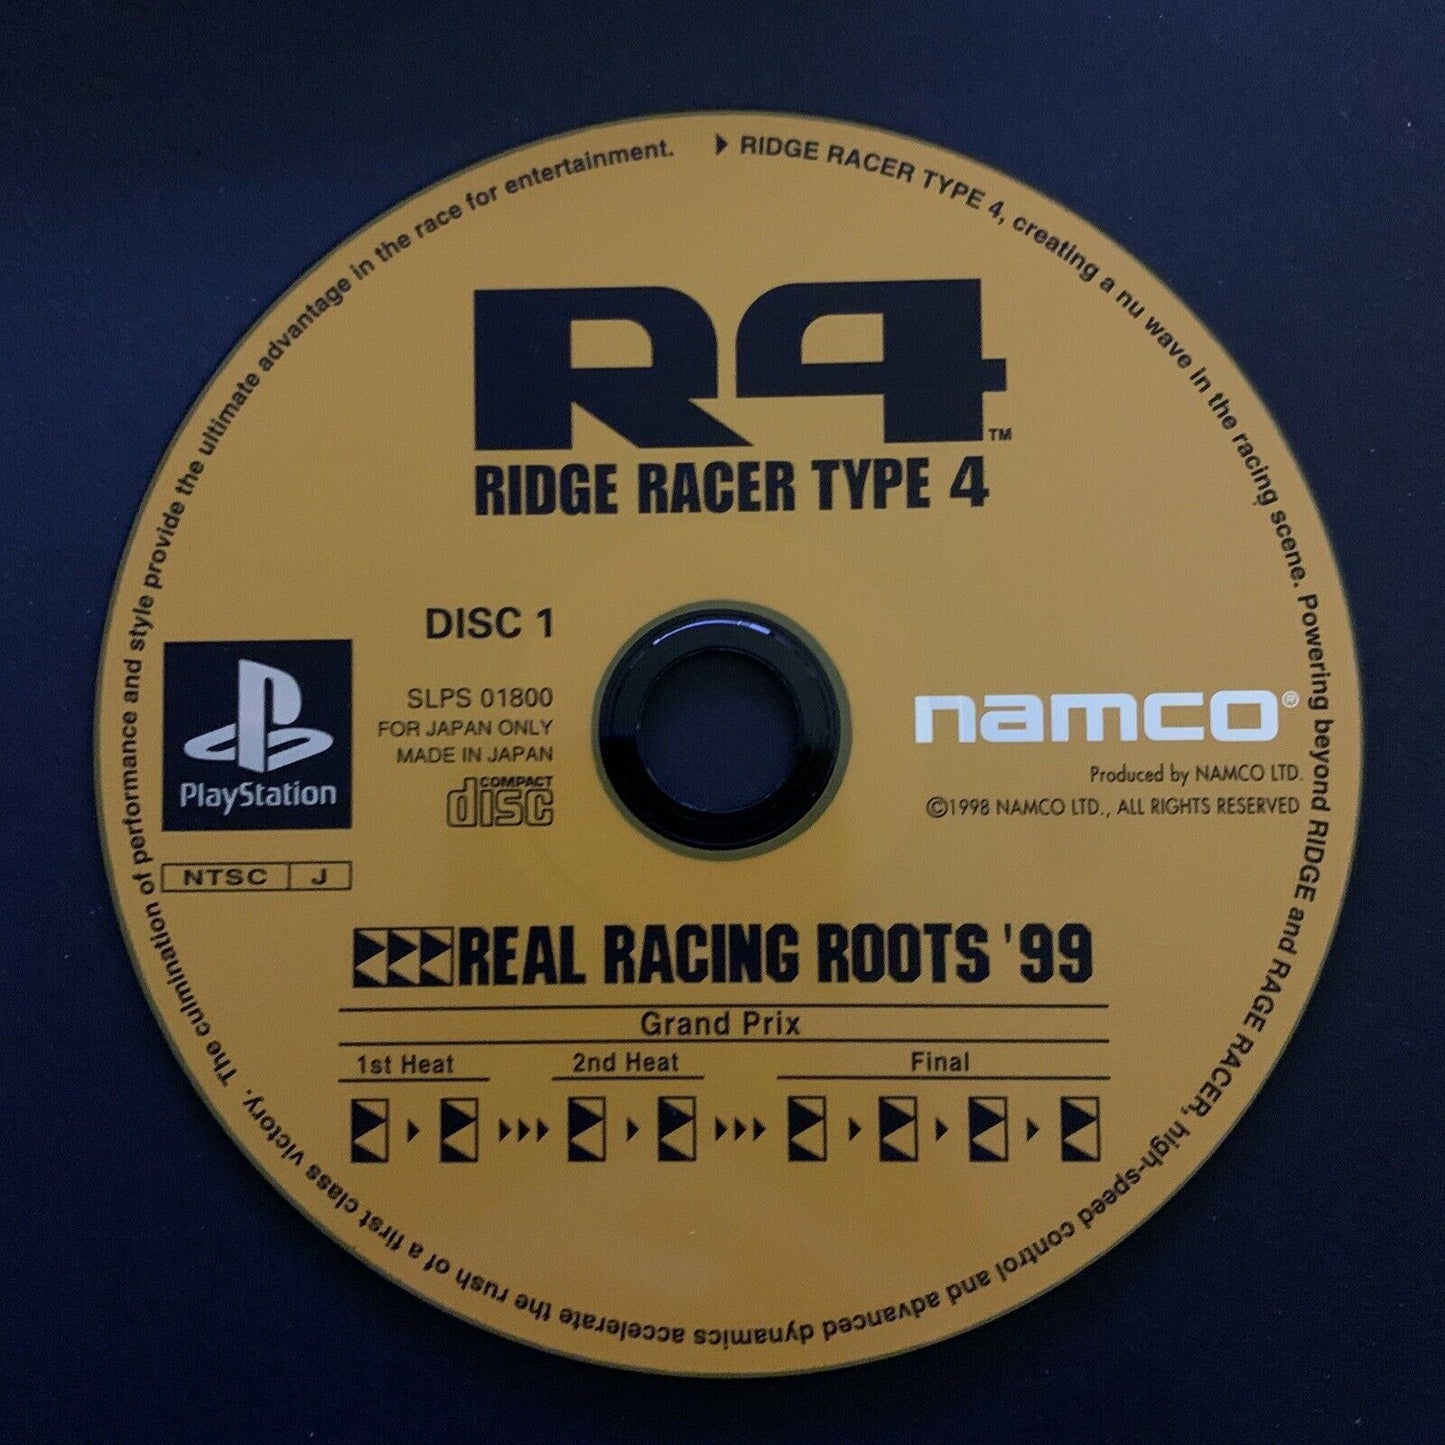 ▶ RIDGE RACER TYPE 4, creating a nu wave in the racing scene. Powering beyond RIDGE and RAGE RACER, high-speed control and advanced dynamics accelerate the rush of a first class victory. The culmination of performance and style provide the ultimate advantage in the race for entertainment.
R4™
RIDGE RACER TYPE 4
DISC 1
SLPS 01800
FOR JAPAN ONLY
MADE IN JAPAN
COMPACT
disc
PlayStation
NTSC J
namco®
Produced by NAMCO LTD.
©1998 NAMCO LTD., ALL RIGHTS RESERVED
REAL RACING ROOTS '99
Grand Prix
1st Heat 2nd Heat Final